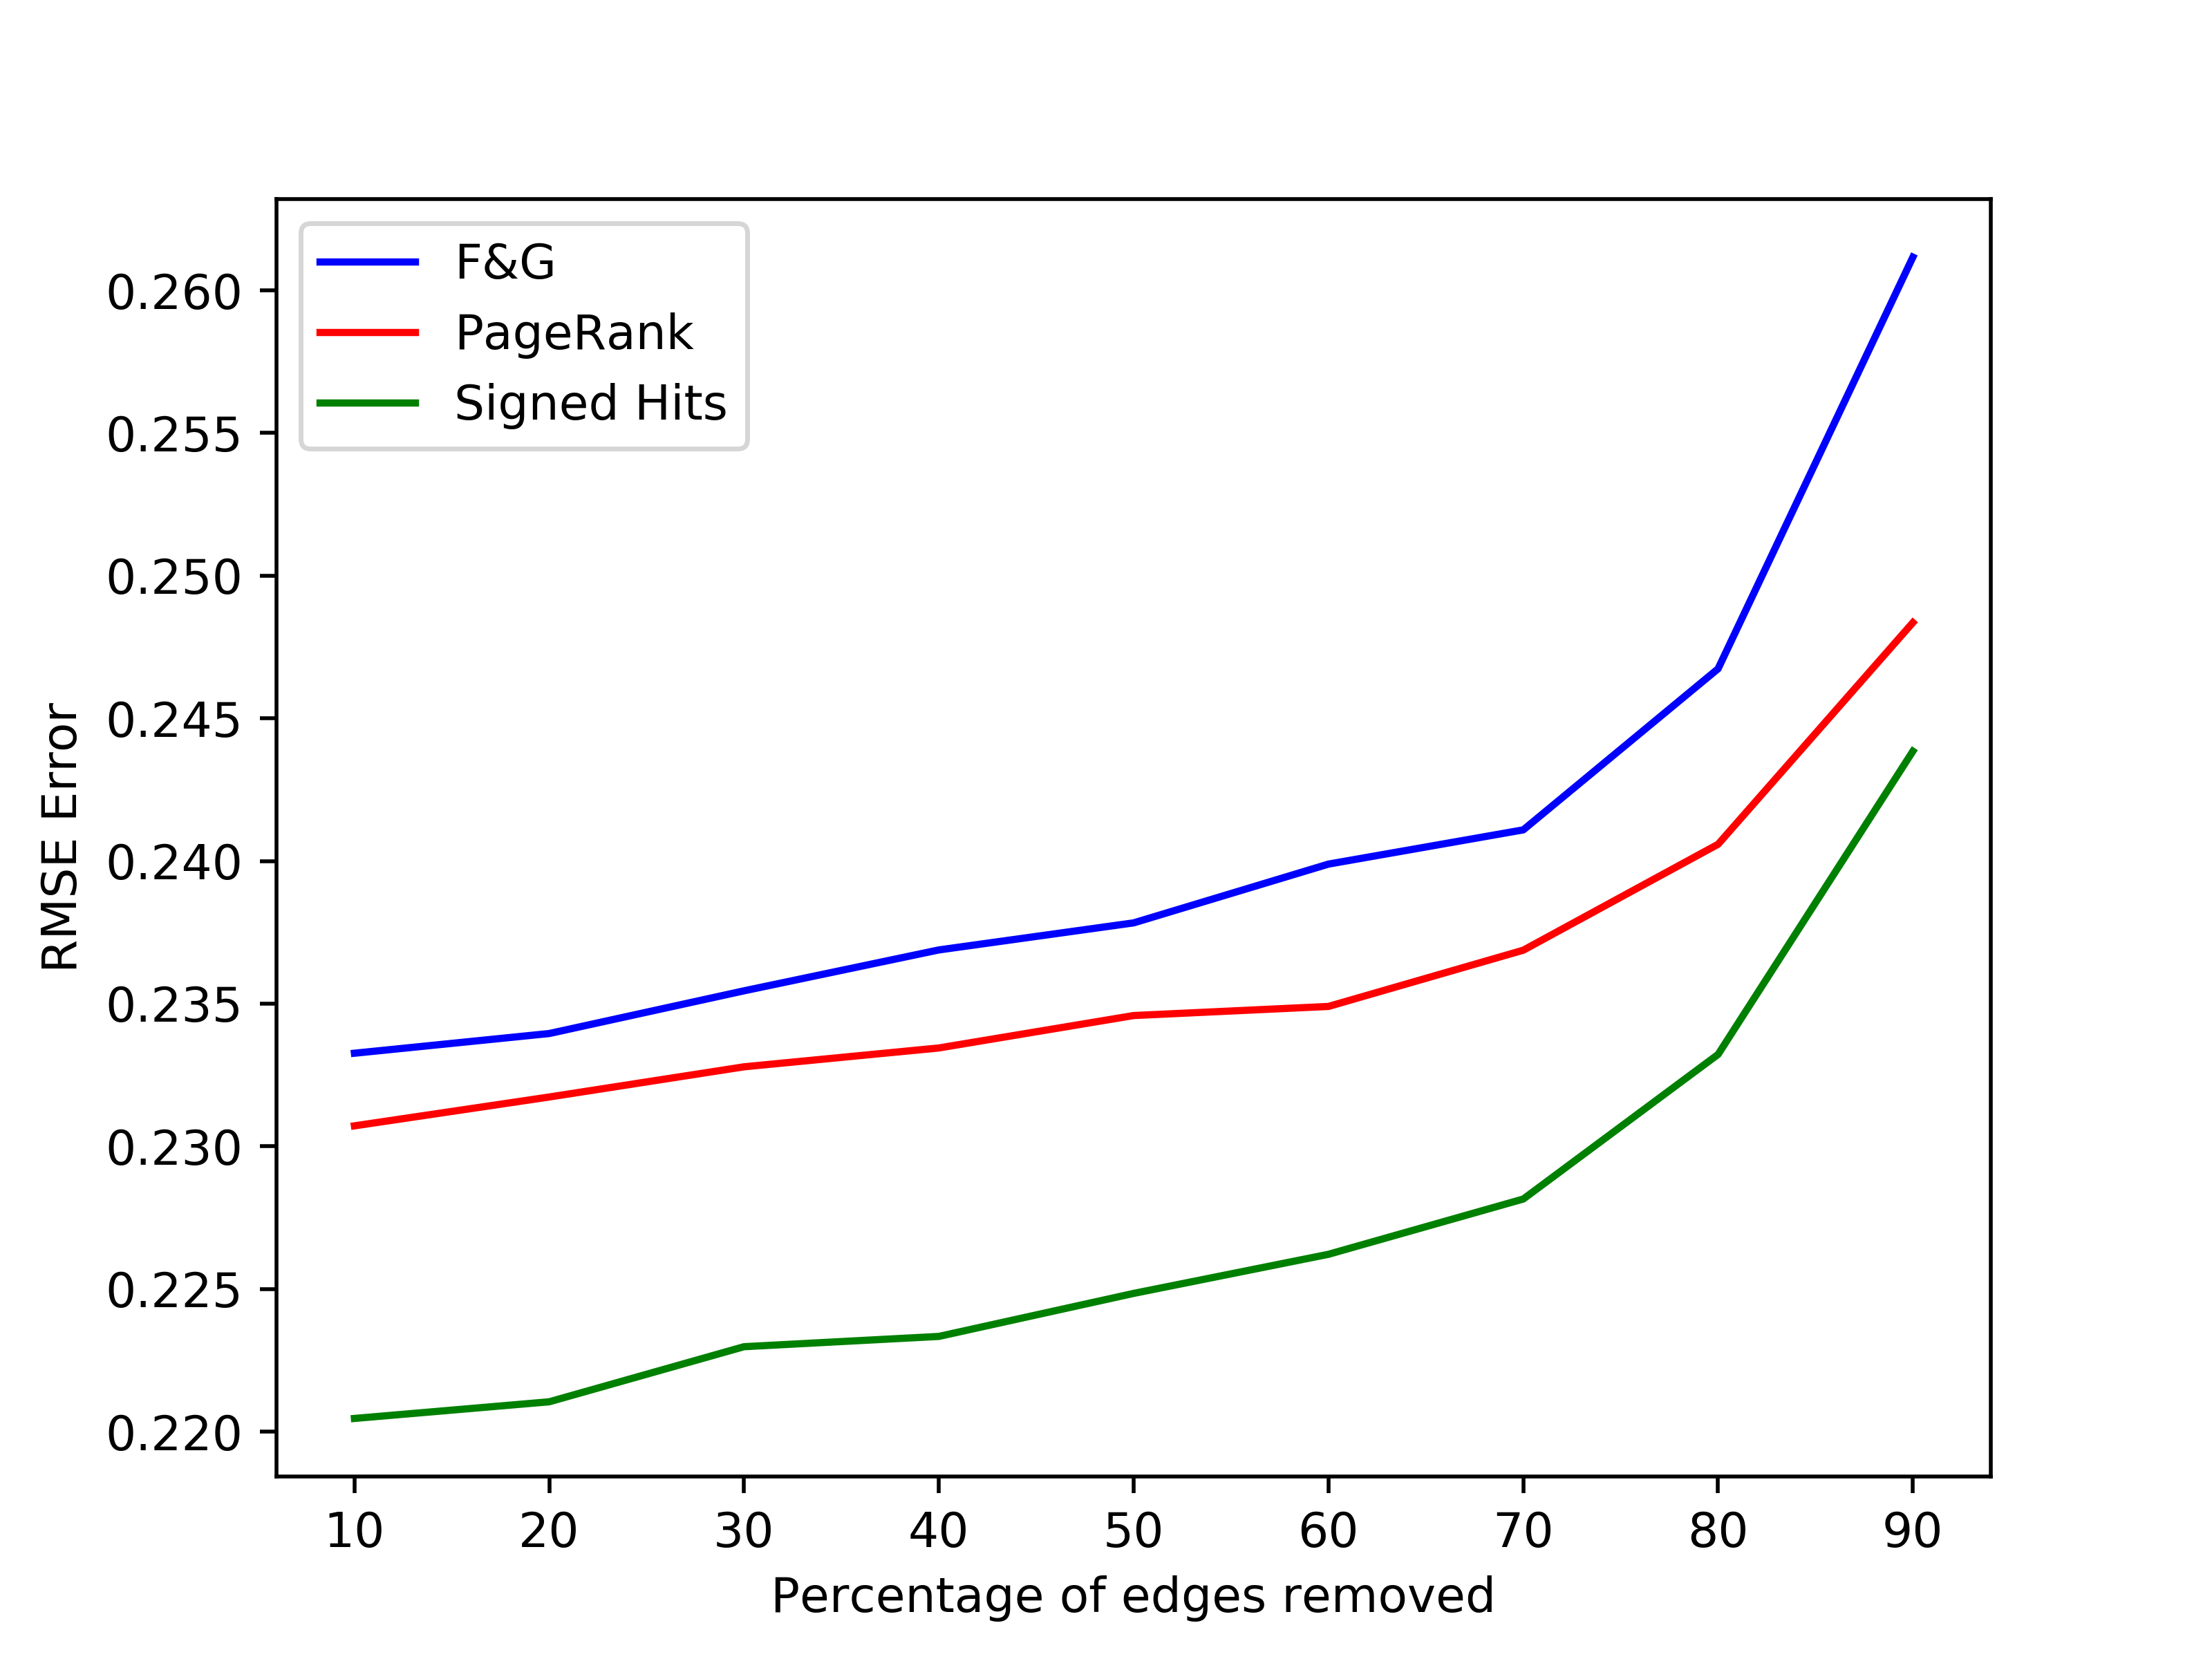 F&G
PageRank
Signed Hits
0.260
0.255
0.250
0.245
0.240
0.235
0.230
0.225
0.220
RMSE Error
10 20 30 40 50 60 70 80 90
Percentage of edges removed